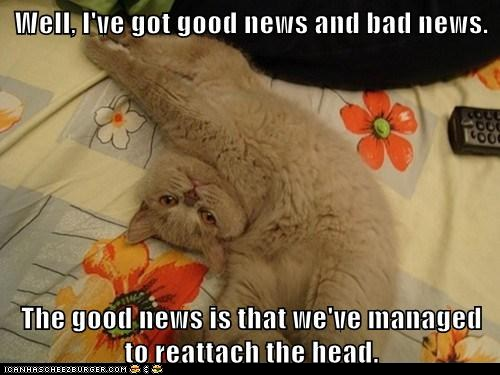 Well, I've got good news and bad news.
The good news is that we've managed
to reattach the head.
ICANHASCHEEZBURGER.COM